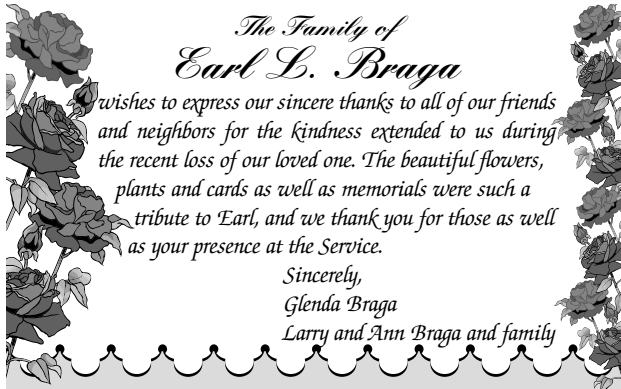 The Family of
Earl L. Braga
wishes to express our sincere thanks to all of our friends
and neighbors for the kindness extended to us during
the recent loss of our loved one. The beautiful flowers,
plants and cards as well as memorials were such a
tribute to Earl, and we thank you for those as well
as your presence at the Service.
Sincerely,
Glenda Braga
Larry and Ann Braga and family